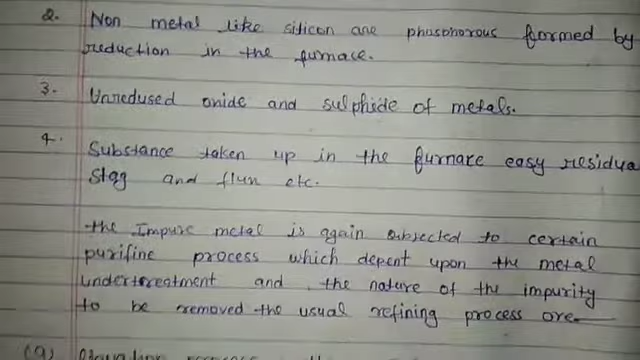 2. Non metal like silicon are phosphorous formed by
reduction in the furnace.
3. Unredused oxide and sulphide of metals.
4. Substance taken up in the furnace easy residua
Slag and flux etc.
the Impure metal is again subjected to certain
purifine process which depent upon the metal
undertreatment and, the nature of the impurity
to be removed the usual refining process are.
(a)